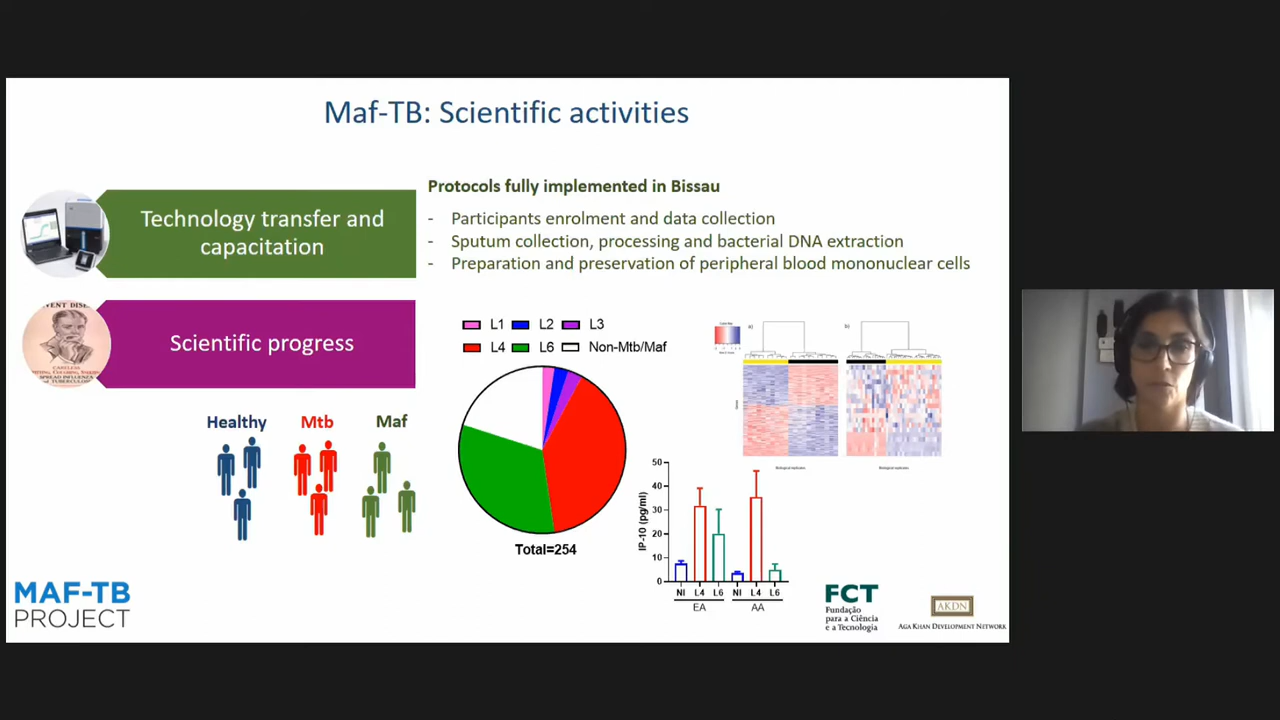 Maf-TB: Scientific activities
Technology transfer and
capacitation
Protocols fully implemented in Bissau
- Participants enrolment and data collection
- Sputum collection, processing and bacterial DNA extraction
- Preparation and preservation of peripheral blood mononuclear cells
Scientific progress
L1 L2 L3
L4 L6 Non-Mtb/Maf
Total=254
Healthy Mtb Maf
a) b)
Biological replicates Biological replicates
IP-10 (pg/ml)
50
40
30
20
10
0
NI L4 L6 NI L4 L6
EA AA
MAF-TB
PROJECT
FCT
Fundação
para a Ciência
e a Tecnologia
AKDN
AGA KHAN DEVELOPMENT NETWORK